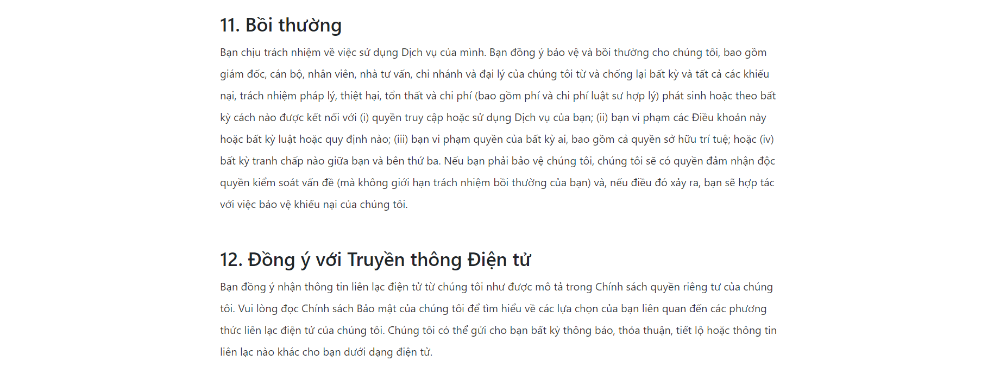 11. Bồi thường
Bạn chịu trách nhiệm về việc sử dụng Dịch vụ của mình. Bạn đồng ý bảo vệ và bồi thường cho chúng tôi, bao gồm
giám đốc, cán bộ, nhân viên, nhà tư vấn, chi nhánh và đại lý của chúng tôi từ và chống lại bất kỳ và tất cả các khiếu
nại, trách nhiệm pháp lý, thiệt hại, tổn thất và chi phí (bao gồm phí và chi phí luật sư hợp lý) phát sinh hoặc theo bất
kỳ cách nào được kết nối với (i) quyền truy cập hoặc sử dụng Dịch vụ của bạn; (ii) bạn vi phạm các Điều khoản này
hoặc bất kỳ luật hoặc quy định nào; (iii) bạn vi phạm quyền của bất kỳ ai, bao gồm cả quyền sở hữu trí tuệ; hoặc (iv)
bất kỳ tranh chấp nào giữa bạn và bên thứ ba. Nếu bạn phải bảo vệ chúng tôi, chúng tôi sẽ có quyền đảm nhận độc
quyền kiểm soát vấn đề (mà không giới hạn trách nhiệm bồi thường của bạn) và, nếu điều đó xảy ra, bạn sẽ hợp tác
với việc bảo vệ khiếu nại của chúng tôi.
12. Đồng ý với Truyền thông Điện tử
Bạn đồng ý nhận thông tin liên lạc điện tử từ chúng tôi như được mô tả trong Chính sách quyền riêng tư của chúng
tôi. Vui lòng đọc Chính sách Bảo mật của chúng tôi để tìm hiểu về các lựa chọn của bạn liên quan đến các phương
thức liên lạc điện tử của chúng tôi. Chúng tôi có thể gửi cho bạn bất kỳ thông báo, thỏa thuận, tiết lộ hoặc thông tin
liên lạc nào khác cho bạn dưới dạng điện tử.